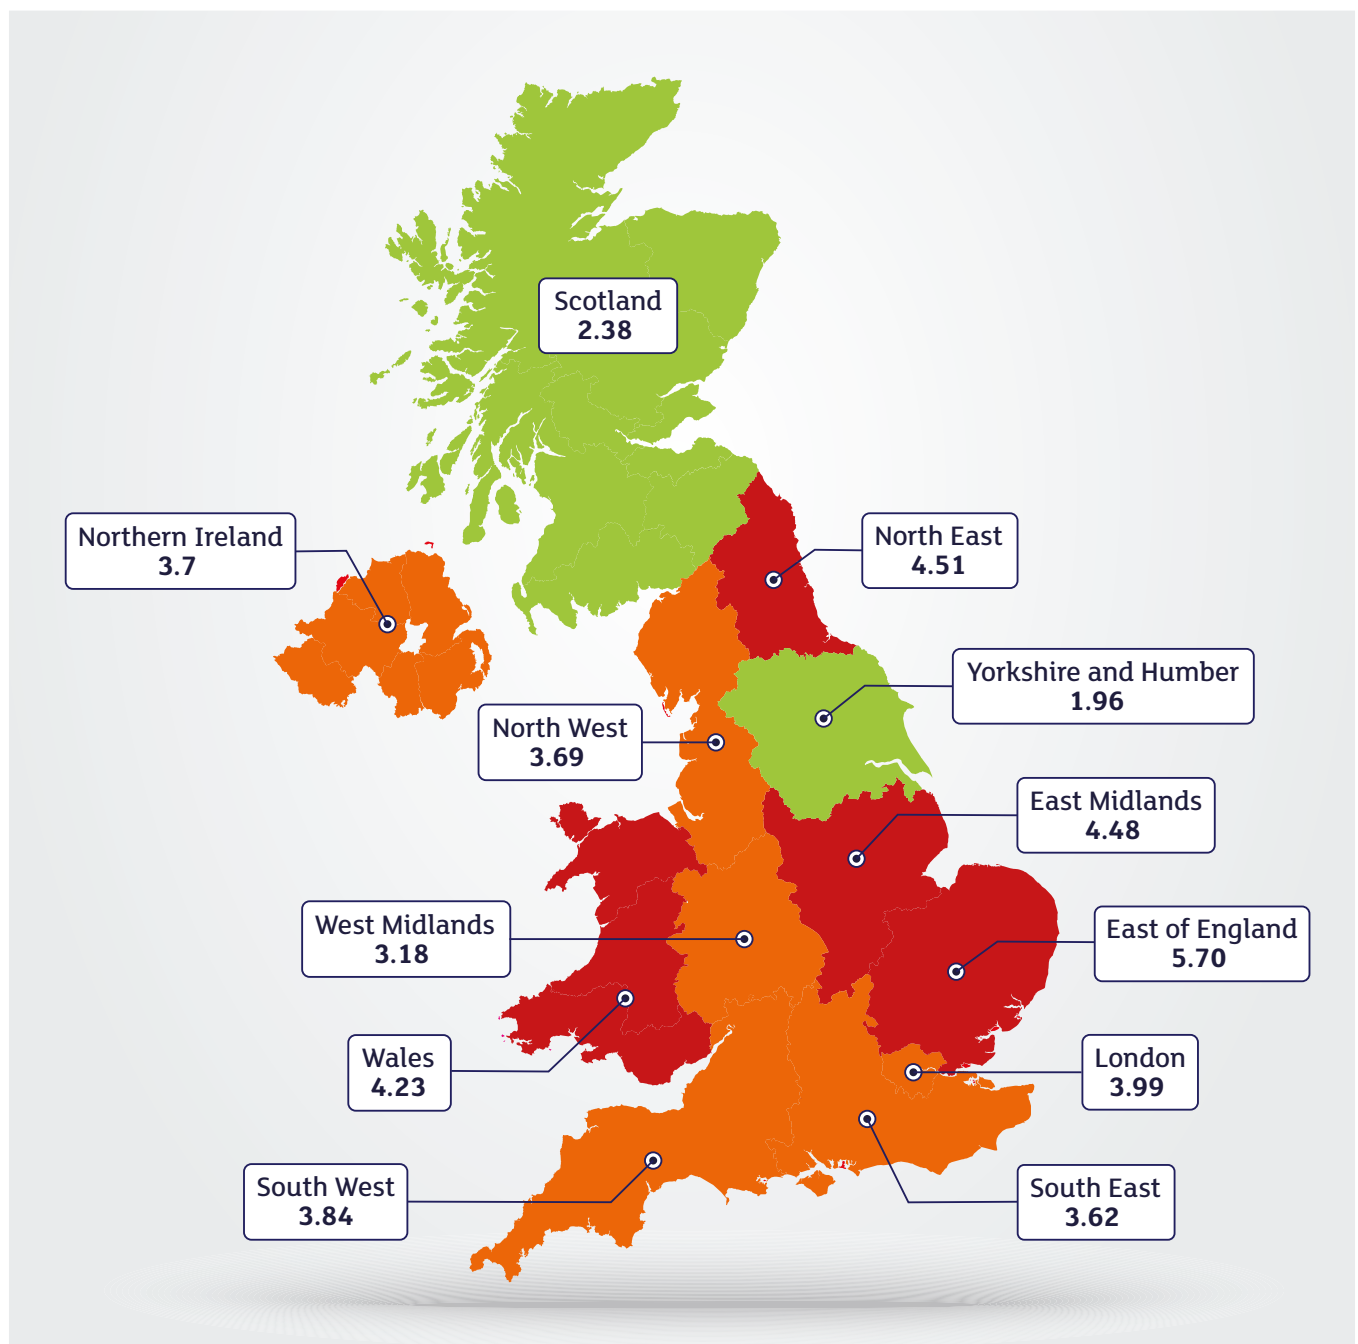 Scotland
2.38
Northern Ireland
3.7
North East
4.51
Yorkshire and Humber
1.96
North West
3.69
East Midlands
4.48
West Midlands
3.18
East of England
5.70
Wales
4.23
London
3.99
South West
3.84
South East
3.62